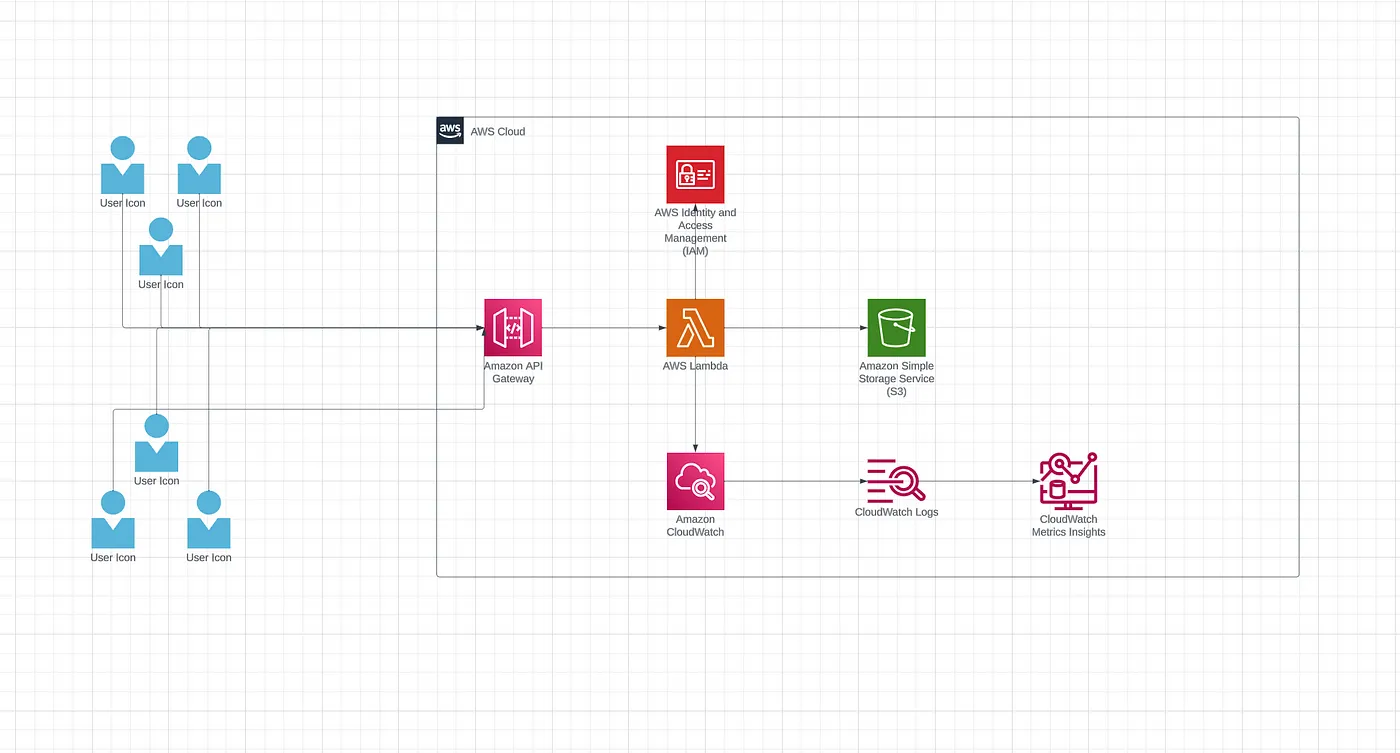 aws
AWS Cloud
User Icon
User Icon
User Icon
AWS Identity and
Access
Management
(IAM)
Amazon API
Gateway
AWS Lambda
Amazon Simple
Storage Service
(S3)
User Icon
User Icon
User Icon
Amazon
CloudWatch
CloudWatch Logs
CloudWatch
Metrics Insights